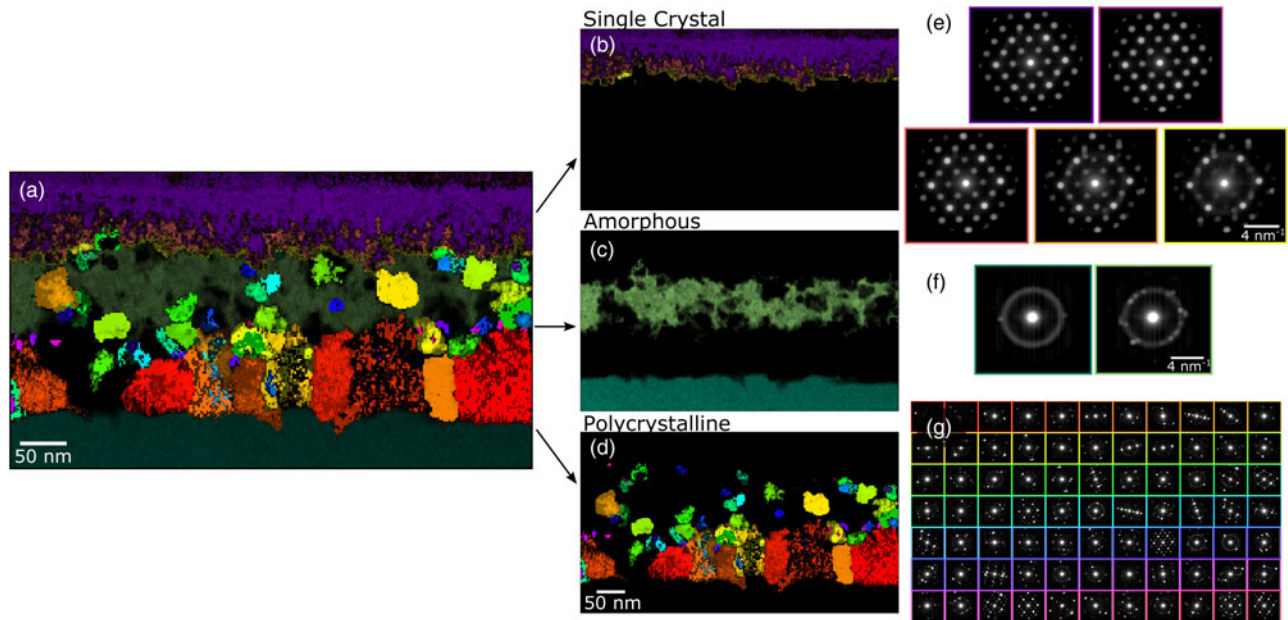 Single Crystal
(b)
(e)
(a)
4 nm⁻¹
Amorphous
(c)
(f)
4 nm⁻¹
Polycrystalline
(d)
(g)
50 nm
50 nm